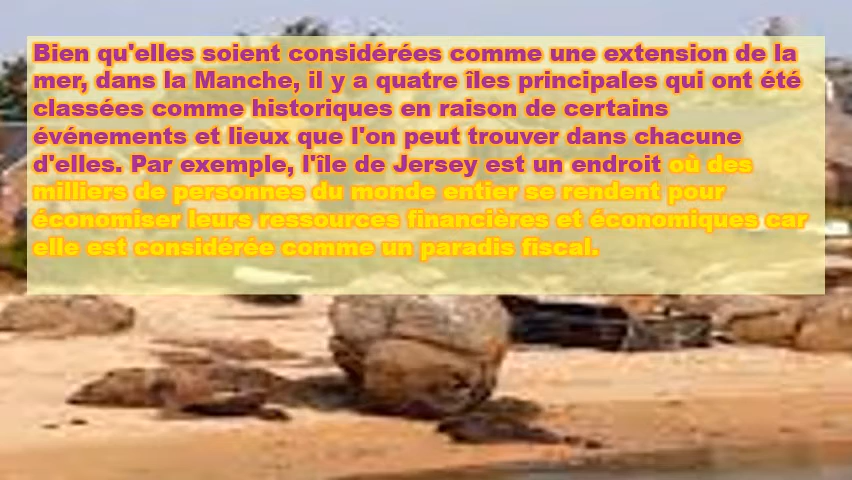 Bien qu'elles soient considérées comme une extension de la
mer, dans la Manche, il y a quatre îles principales qui ont été
classées comme historiques en raison de certains
événements et lieux que l'on peut trouver dans chacune
d'elles. Par exemple, l'île de Jersey est un endroit où des
milliers de personnes du monde entier se rendent pour
économiser leurs ressources financières et économiques car
elle est considérée comme un paradis fiscal.